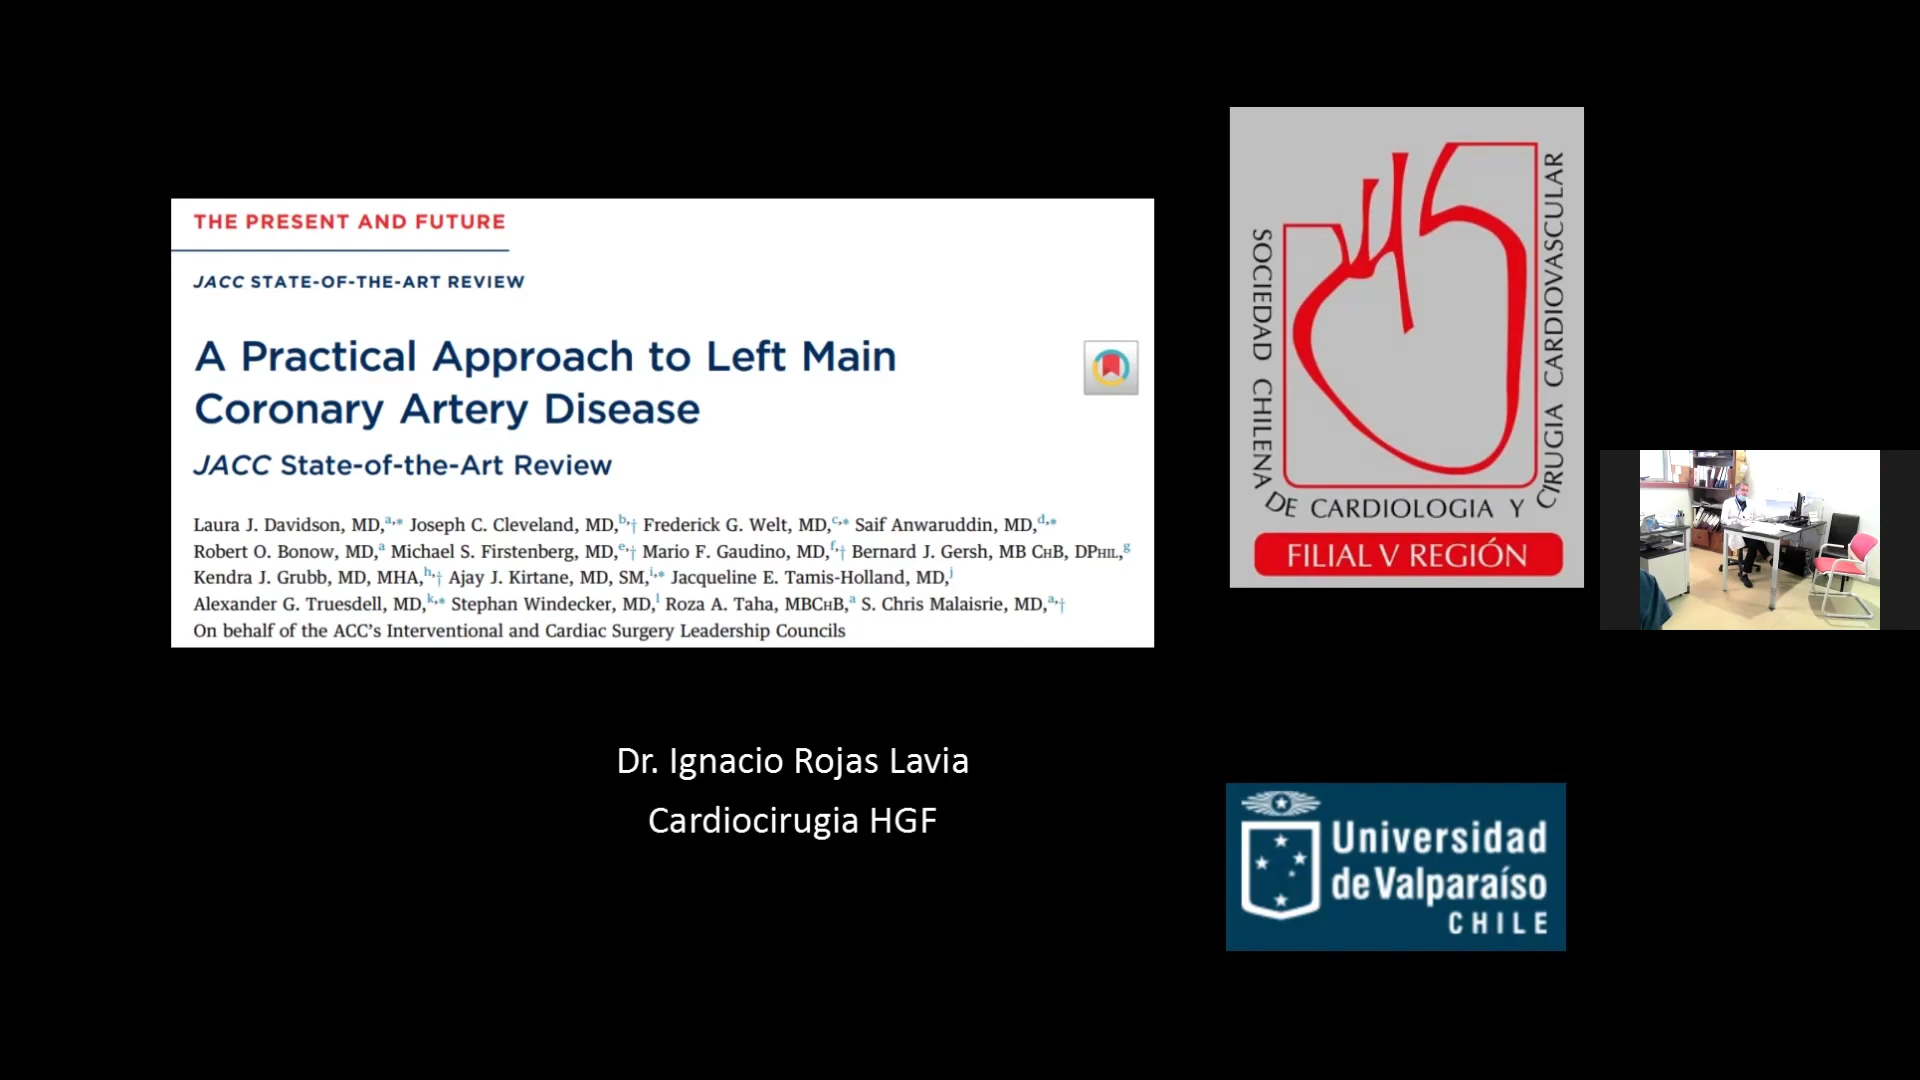 THE PRESENT AND FUTURE
JACC STATE-OF-THE-ART REVIEW
A Practical Approach to Left Main
Coronary Artery Disease
JACC State-of-the-Art Review
Laura J. Davidson, MD,a,* Joseph C. Cleveland, MD,b,† Frederick G. Welt, MD,c,* Saif Anwaruddin, MD,d,*
Robert O. Bonow, MD,a Michael S. Firstenberg, MD,e,† Mario F. Gaudino, MD,f,† Bernard J. Gersh, MB CHB, DPHIL,g
Kendra J. Grubb, MD, MHA,h,† Ajay J. Kirtane, MD, SM,i,* Jacqueline E. Tamis-Holland, MD,j
Alexander G. Truesdell, MD,k,* Stephan Windecker, MD,l Roza A. Taha, MBCHB,a S. Chris Malaisrie, MD,a,†
On behalf of the ACC's Interventional and Cardiac Surgery Leadership Councils
Dr. Ignacio Rojas Lavia
Cardiocirugia HGF
SOCIEDAD CHILENA DE CARDIOLOGIA Y CIRUGIA CARDIOVASCULAR
FILIAL V REGIÓN
Universidad
de Valparaíso
CHILE